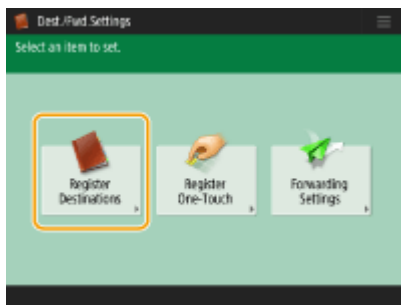 Dest./Fwd Settings
Select an item to set.
Register
Destinations
Register
One-Touch
Forwarding
Settings